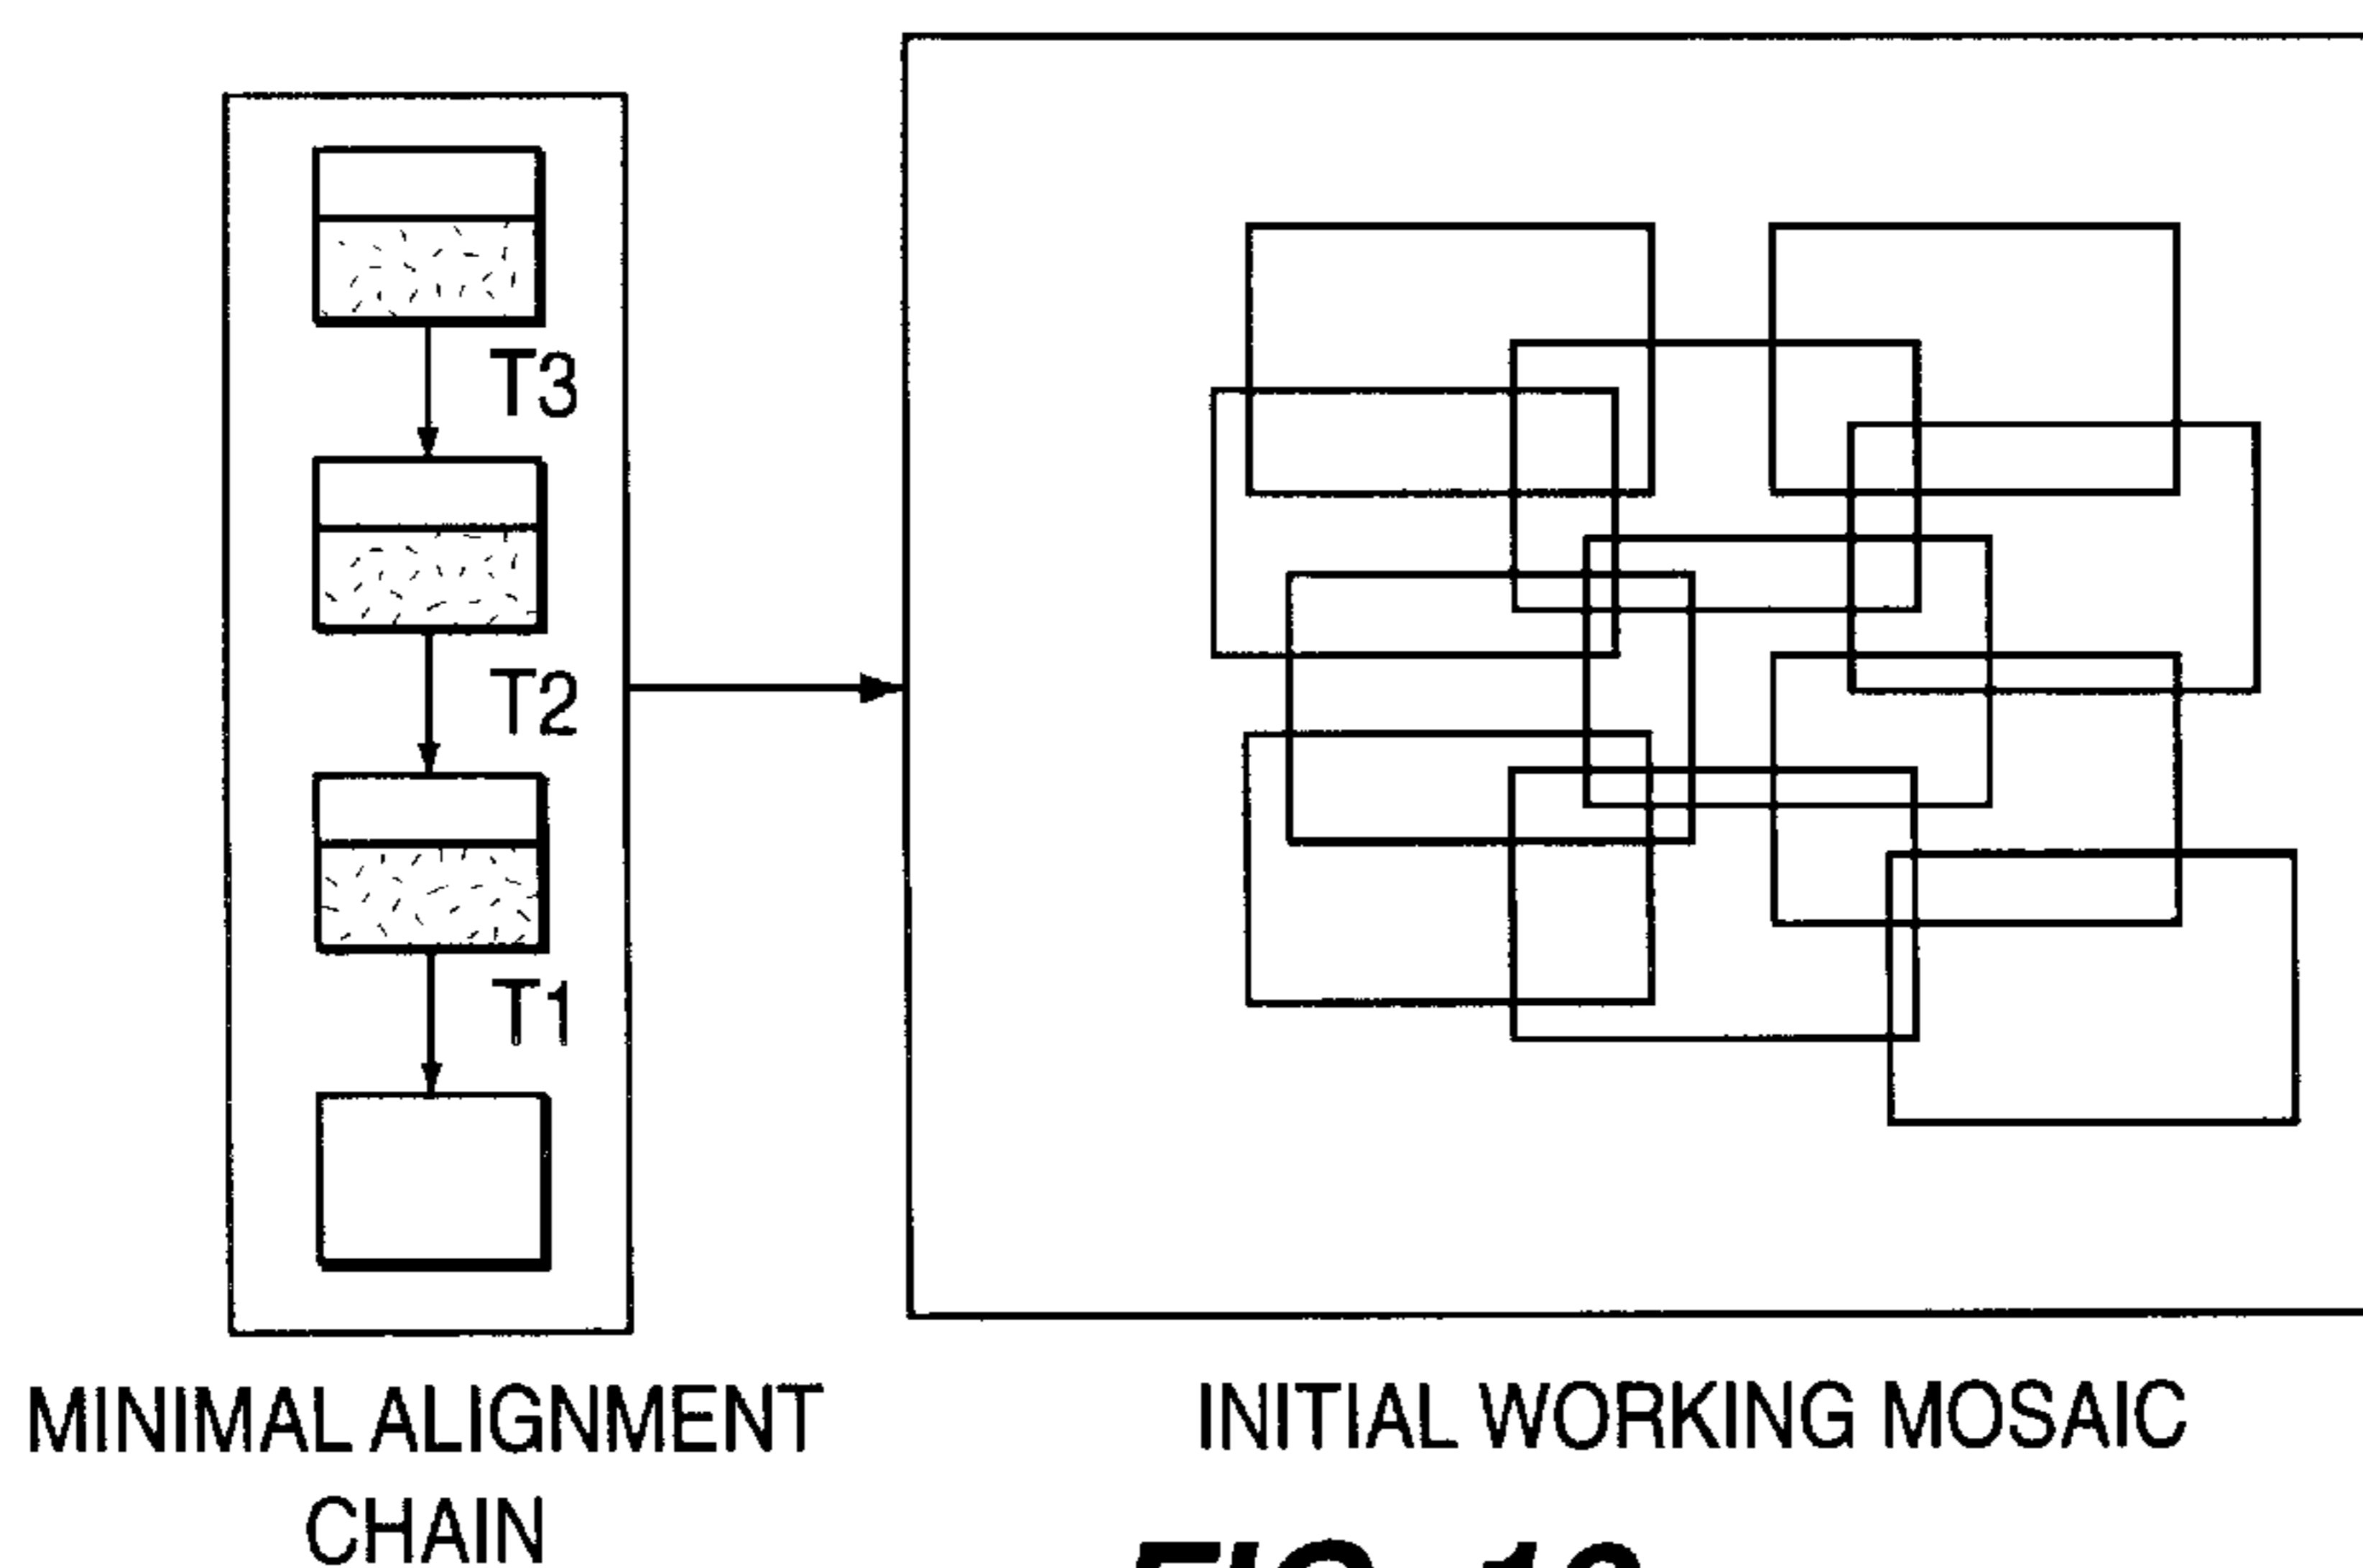 T3
T2
T1
MINIMAL ALIGNMENT
CHAIN
INITIAL WORKING MOSAIC